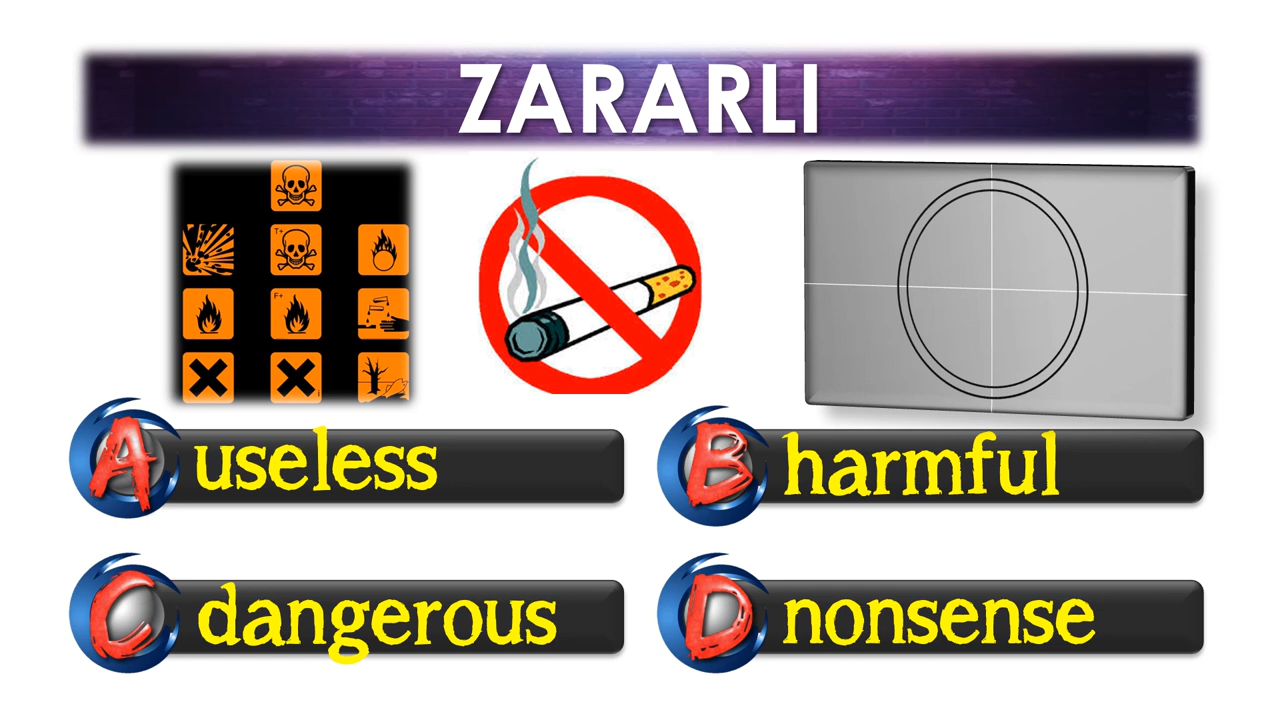 ZARARLI
T+
F+
A useless
B harmful
C dangerous
D nonsense